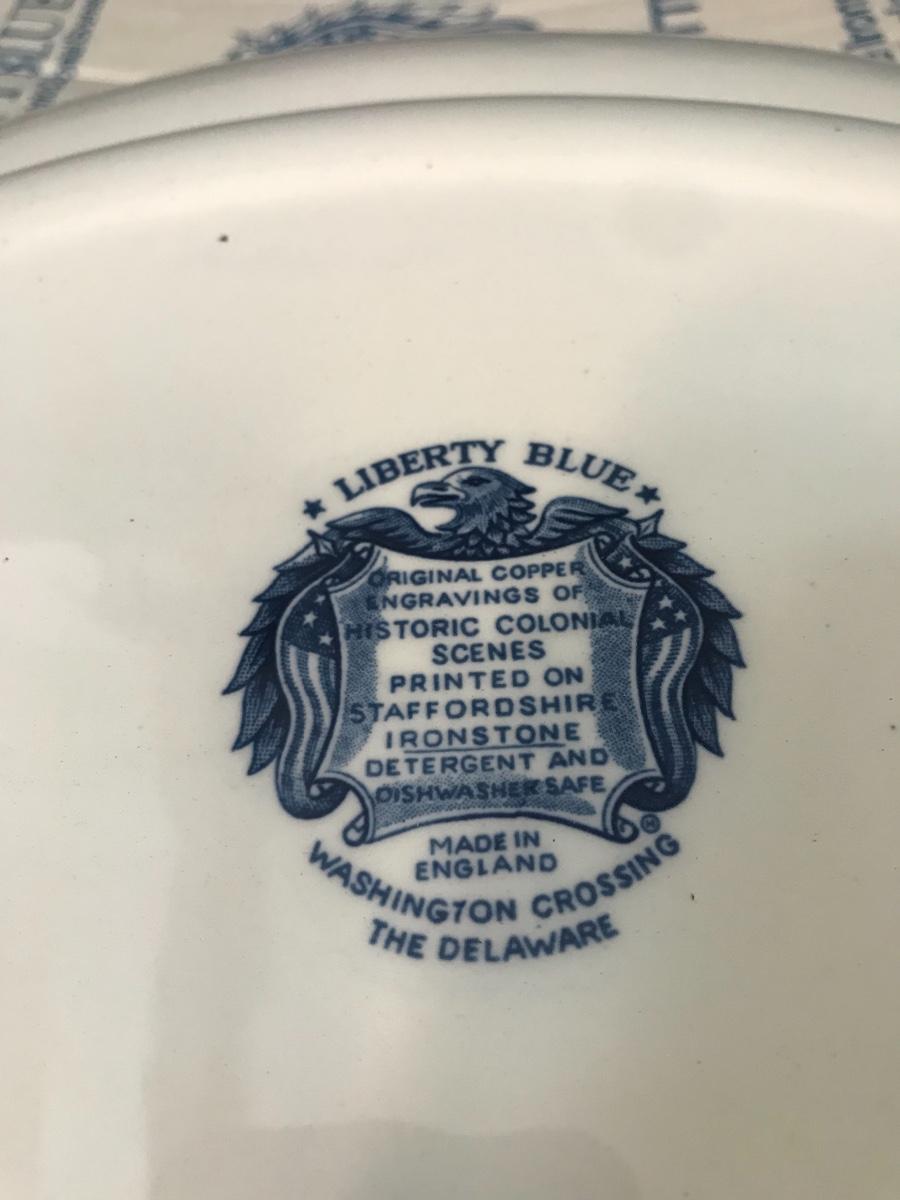 LIBERTY BLUE
ORIGINAL COPPER
ENGRAVINGS OF
HISTORIC COLONIAL
SCENES
PRINTED ON
STAFFORDSHIRE
IRONSTONE
DETERGENT AND
DISHWASHER SAFE
®
MADE IN
ENGLAND
WASHINGTON CROSSING
THE DELAWARE